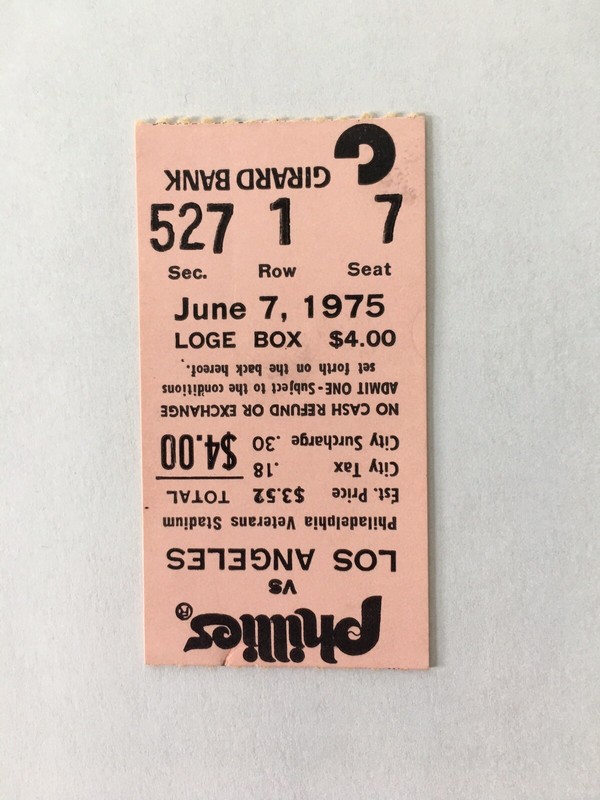 phillies®
vs
LOS ANGELES
Philadelphia Veterans Stadium
Est. Price $3.52 TOTAL
City Tax .18
City Surcharge .30 $4.00
NO CASH REFUND OR EXCHANGE
ADMIT ONE-Subject to the conditions
set forth on the back hereof.
527 1 7
Sec. Row Seat
June 7, 1975
LOGE BOX $4.00
GIRARD BANK